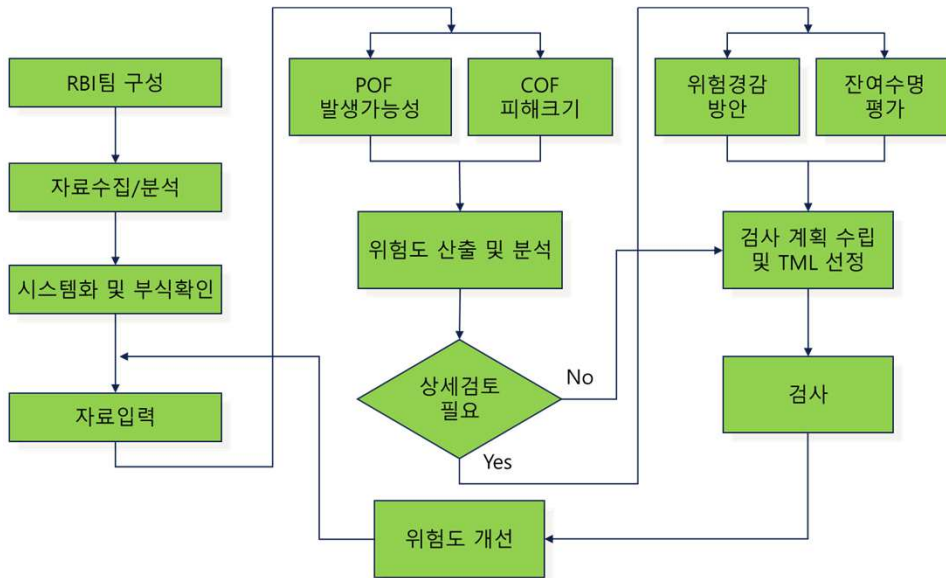 RBI팀 구성
자료수집/분석
시스템화 및 부식확인
자료입력
POF
발생가능성
COF
피해크기
위험도 산출 및 분석
상세검토
필요
No
Yes
위험경감
방안
잔여수명
평가
검사 계획 수립
및 TML 선정
검사
위험도 개선